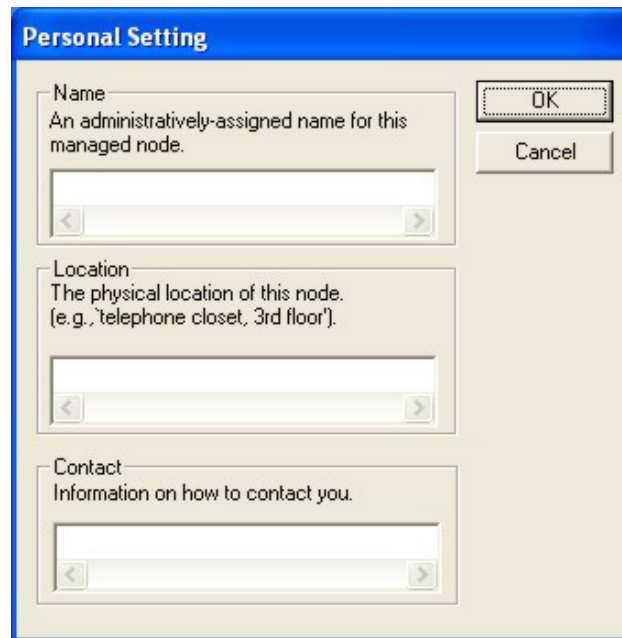 Personal Setting
Name
An administratively-assigned name for this
managed node.
OK
Cancel
Location
The physical location of this node.
(e.g.,`telephone closet, 3rd floor').
Contact
Information on how to contact you.